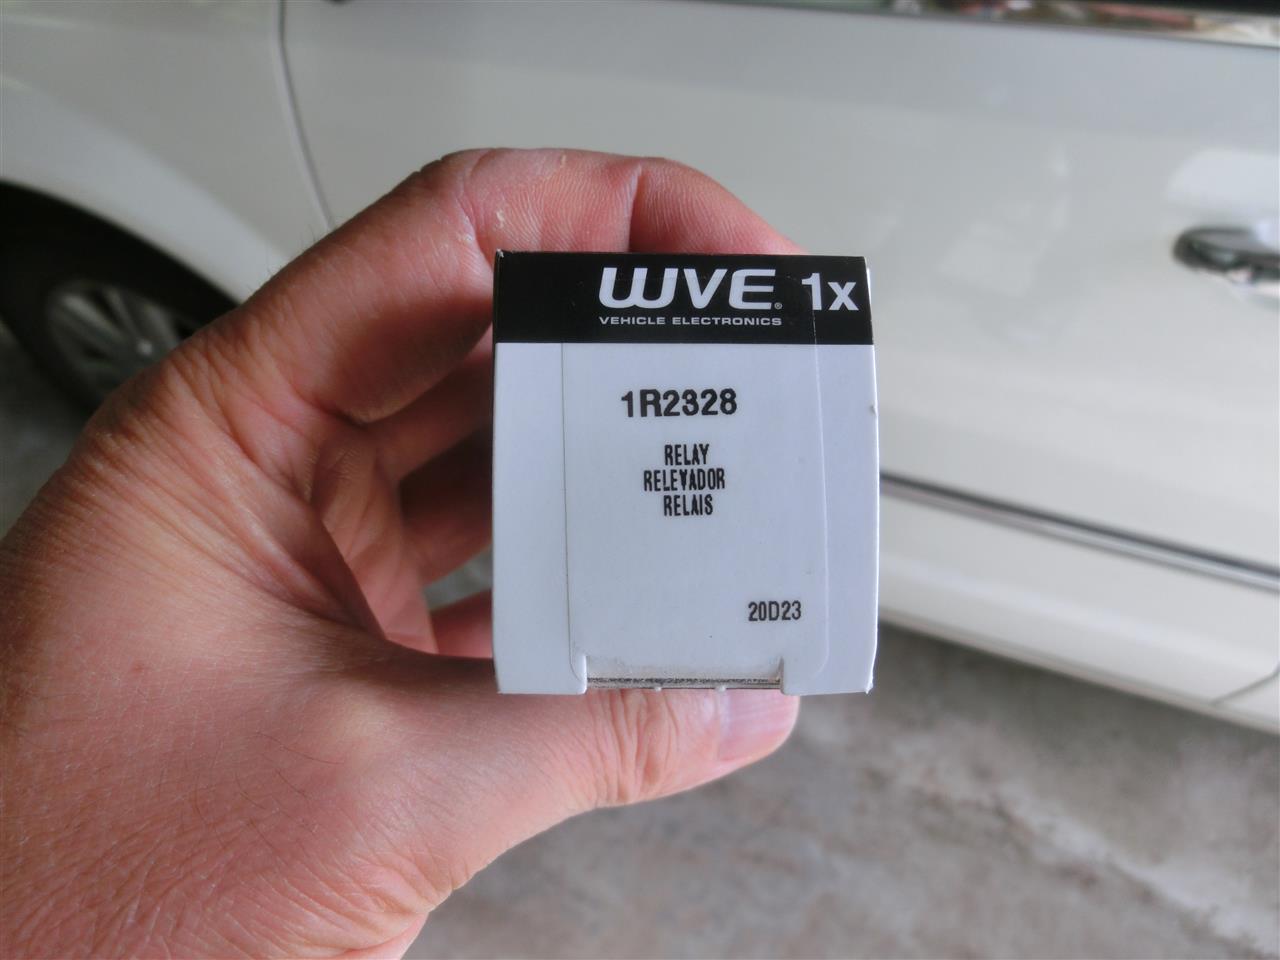 WVE® 1x
VEHICLE ELECTRONICS
1R2328
RELAY
RELEVADOR
RELAIS
20D23